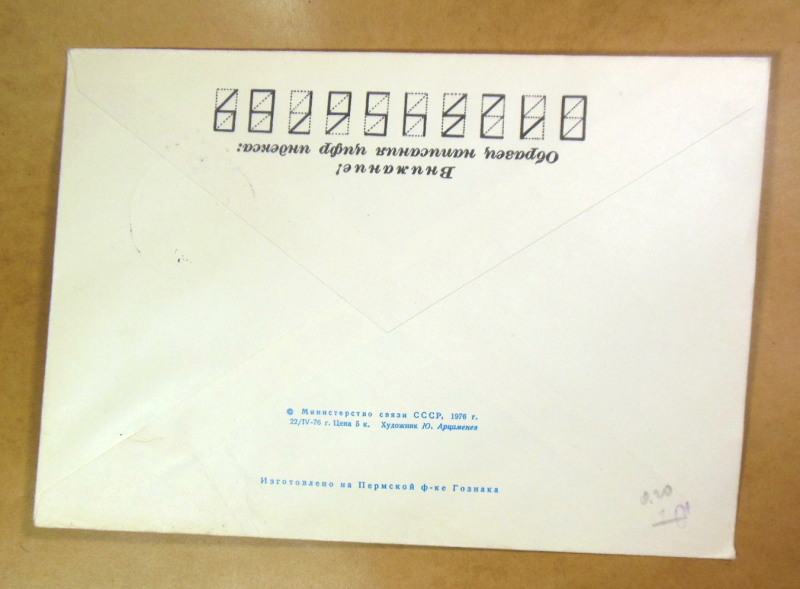 Внимание!
Образец написания цифр индекса:
0123456789
© Министерство связи СССР, 1976 г.
22/IV-76 г. Цена 5 к. Художник Ю. Арцименев
Изготовлено на Пермской ф-ке Гознака